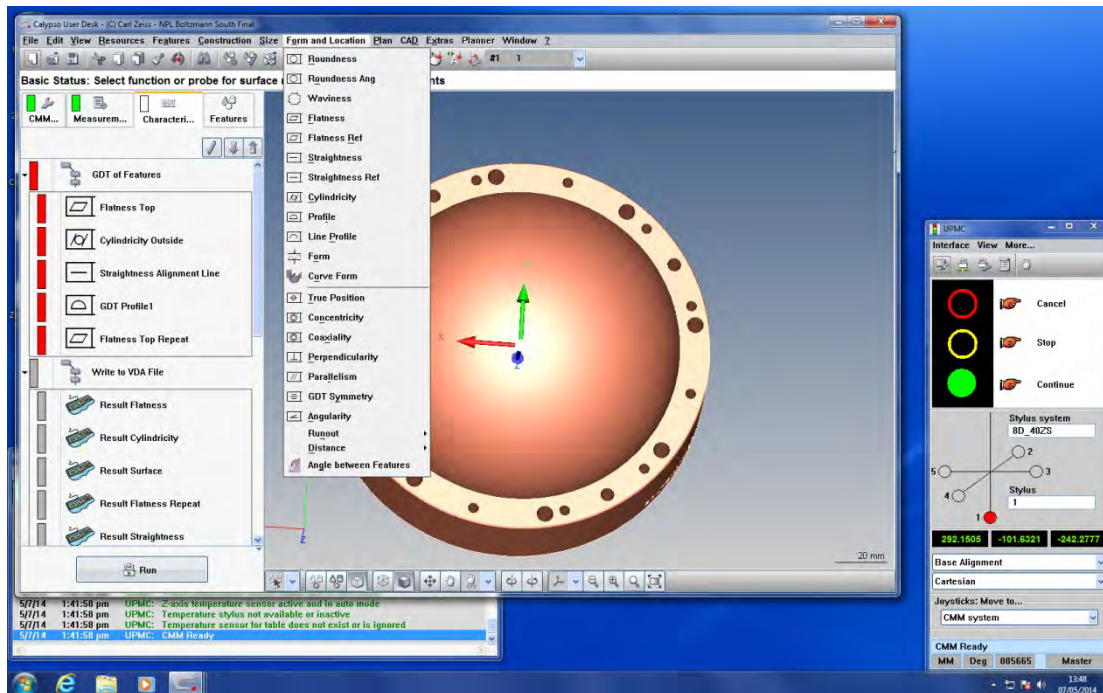 Calypso User Desk - (C) Carl Zeiss - NPL Boltzmann South Final
File Edit View Resources Features Construction Size Form and Location Plan CAD Extras Planner Window ?
#1 1
Basic Status: Select function or probe for surface
nts
CMM... Measurem... Characteri... Features
GDT of Features
Flatness Top
Cylindricity Outside
Straightness Alignment Line
GDT Profile1
Flatness Top Repeat
Write to VDA File
Result Flatness
Result Cylindricity
Result Surface
Result Flatness Repeat
Result Straightness
Run
Roundness
Roundness Ang
Waviness
Flatness
Flatness Ref
Straightness
Straightness Ref
Cylindricity
Profile
Line Profile
Form
Curve Form
True Position
Concentricity
Coaxiality
Perpendicularity
Parallelism
GDT Symmetry
Angularity
Runout
Distance
Angle between Features
X
Z
Z
20 mm
5/7/14 1:41:58 pm UPMC: Z-axis temperature sensor active and in auto mode
5/7/14 1:41:58 pm UPMC: Temperature stylus not available or inactive
5/7/14 1:41:58 pm UPMC: Temperature sensor for table does not exist or is ignored
5/7/14 1:41:58 pm UPMC: CMM Ready
UPMC
Interface View More...
Cancel
Stop
Continue
Stylus system
8D_40ZS
2
5 3
4
Stylus
1
1
292.1505 -101.6321 -242.2777
Base Alignment
Cartesian
Joysticks: Move to...
CMM system
CMM Ready
MM Deg 085665 Master
13:48
07/05/2014